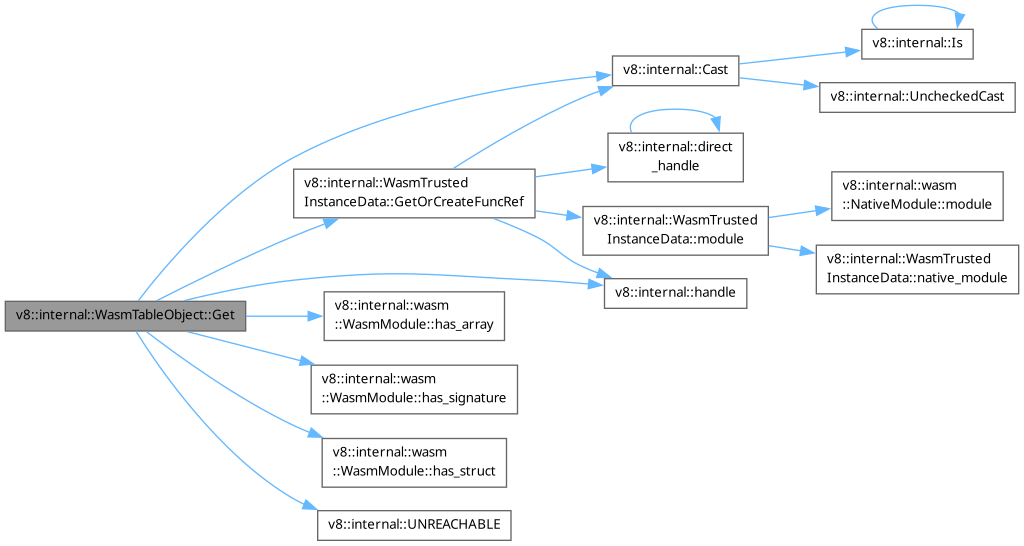 v8::internal::Is
v8::internal::Cast
v8::internal::UncheckedCast
v8::internal::direct
_handle
v8::internal::WasmTrusted
InstanceData::GetOrCreateFuncRef
v8::internal::wasm
::NativeModule::module
v8::internal::WasmTrusted
InstanceData::module
v8::internal::WasmTrusted
InstanceData::native_module
v8::internal::handle
v8::internal::WasmTableObject::Get
v8::internal::wasm
::WasmModule::has_array
v8::internal::wasm
::WasmModule::has_signature
v8::internal::wasm
::WasmModule::has_struct
v8::internal::UNREACHABLE